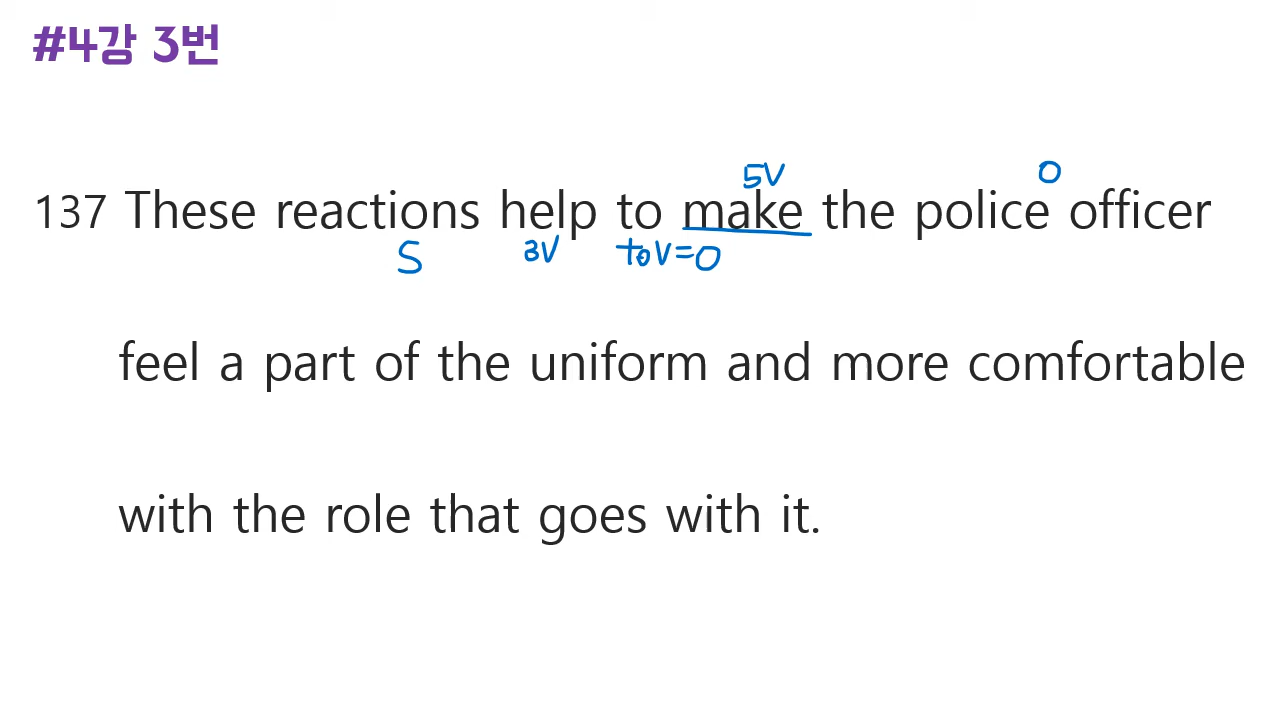 #4강 3번
5V O
137 These reactions help to make the police officer
S 3V toV=O
feel a part of the uniform and more comfortable
with the role that goes with it.